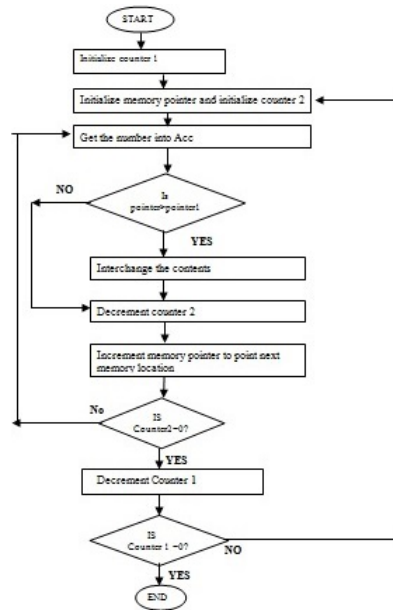 START
Initialize counter 1
Initialize memory pointer and initialize counter 2
Get the number into Acc
NO
Is
pointer>pointer1
YES
Interchange the contents
Decrement counter 2
Increment memory pointer to point next
memory location
No
IS
Counter2=0?
YES
Decrement Counter 1
IS
Counter 1 =0?
NO
YES
END